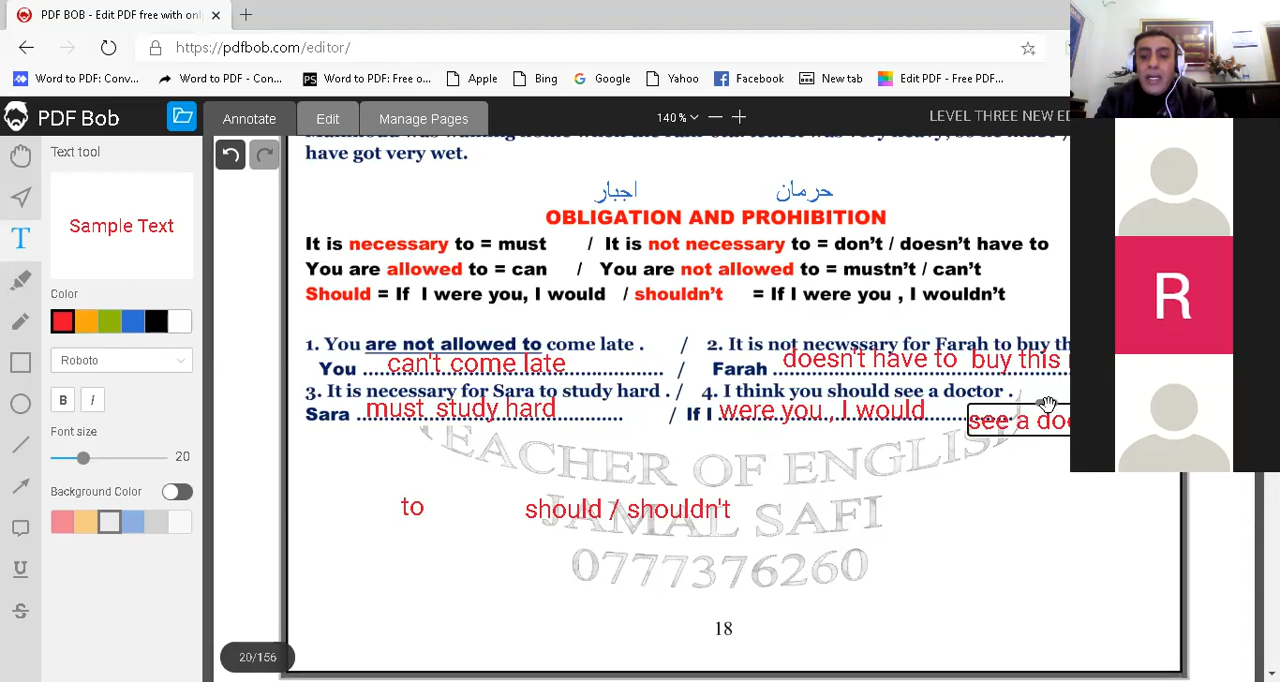 PDF BOB - Edit PDF free with onl
https://pdfbob.com/editor/
Word to PDF: Conv...
Word to PDF - Con...
PS
Word to PDF: Free o...
Apple
Bing
Google
Yahoo
Facebook
New tab
Edit PDF - Free PDF...
PDF Bob
Annotate
Edit
Manage Pages
140%
LEVEL THREE NEW ED
Text tool
Sample Text
Color
Roboto
B
I
Font size
20
Background Color
T
U
S
have got very wet.
اجبار حرمان
OBLIGATION AND PROHIBITION
It is necessary to = must / It is not necessary to = don't / doesn't have to
You are allowed to = can / You are not allowed to = mustn't / can't
Should = If I were you, I would / shouldn't = If I were you , I wouldn't
1. You are not allowed to come late . / 2. It is not necwssary for Farah to buy th
You can't come late / Farah doesn't have to buy this
3. It is necessary for Sara to study hard . / 4. I think you should see a doctor .
Sara must study hard / If I were you , I would see a do
TEACHER OF ENGLISH
to should / shouldn't
JAMAL SAFI
0777376260
18
20/156
R